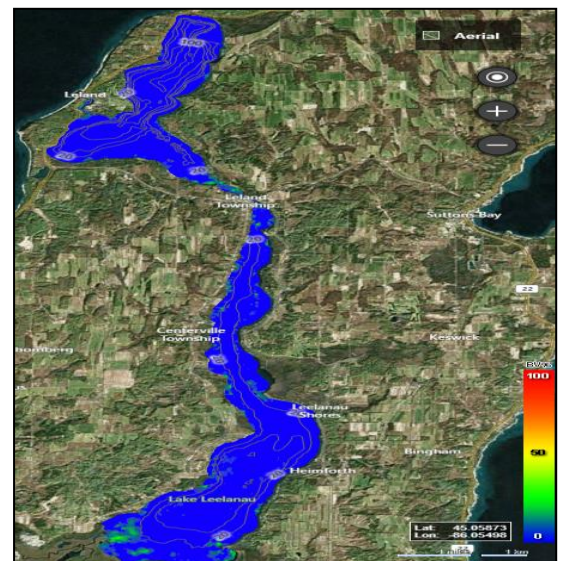 Aerial
100
Leland
Leland
Township
Suttons Bay
22
Centerville
Township
Keswick
BV%
100
Leelanau
Shores
50
Bingham
Heimforth
Lake Leelanau
Lat: 45.05873
Lon: -86.05498
0
1 km